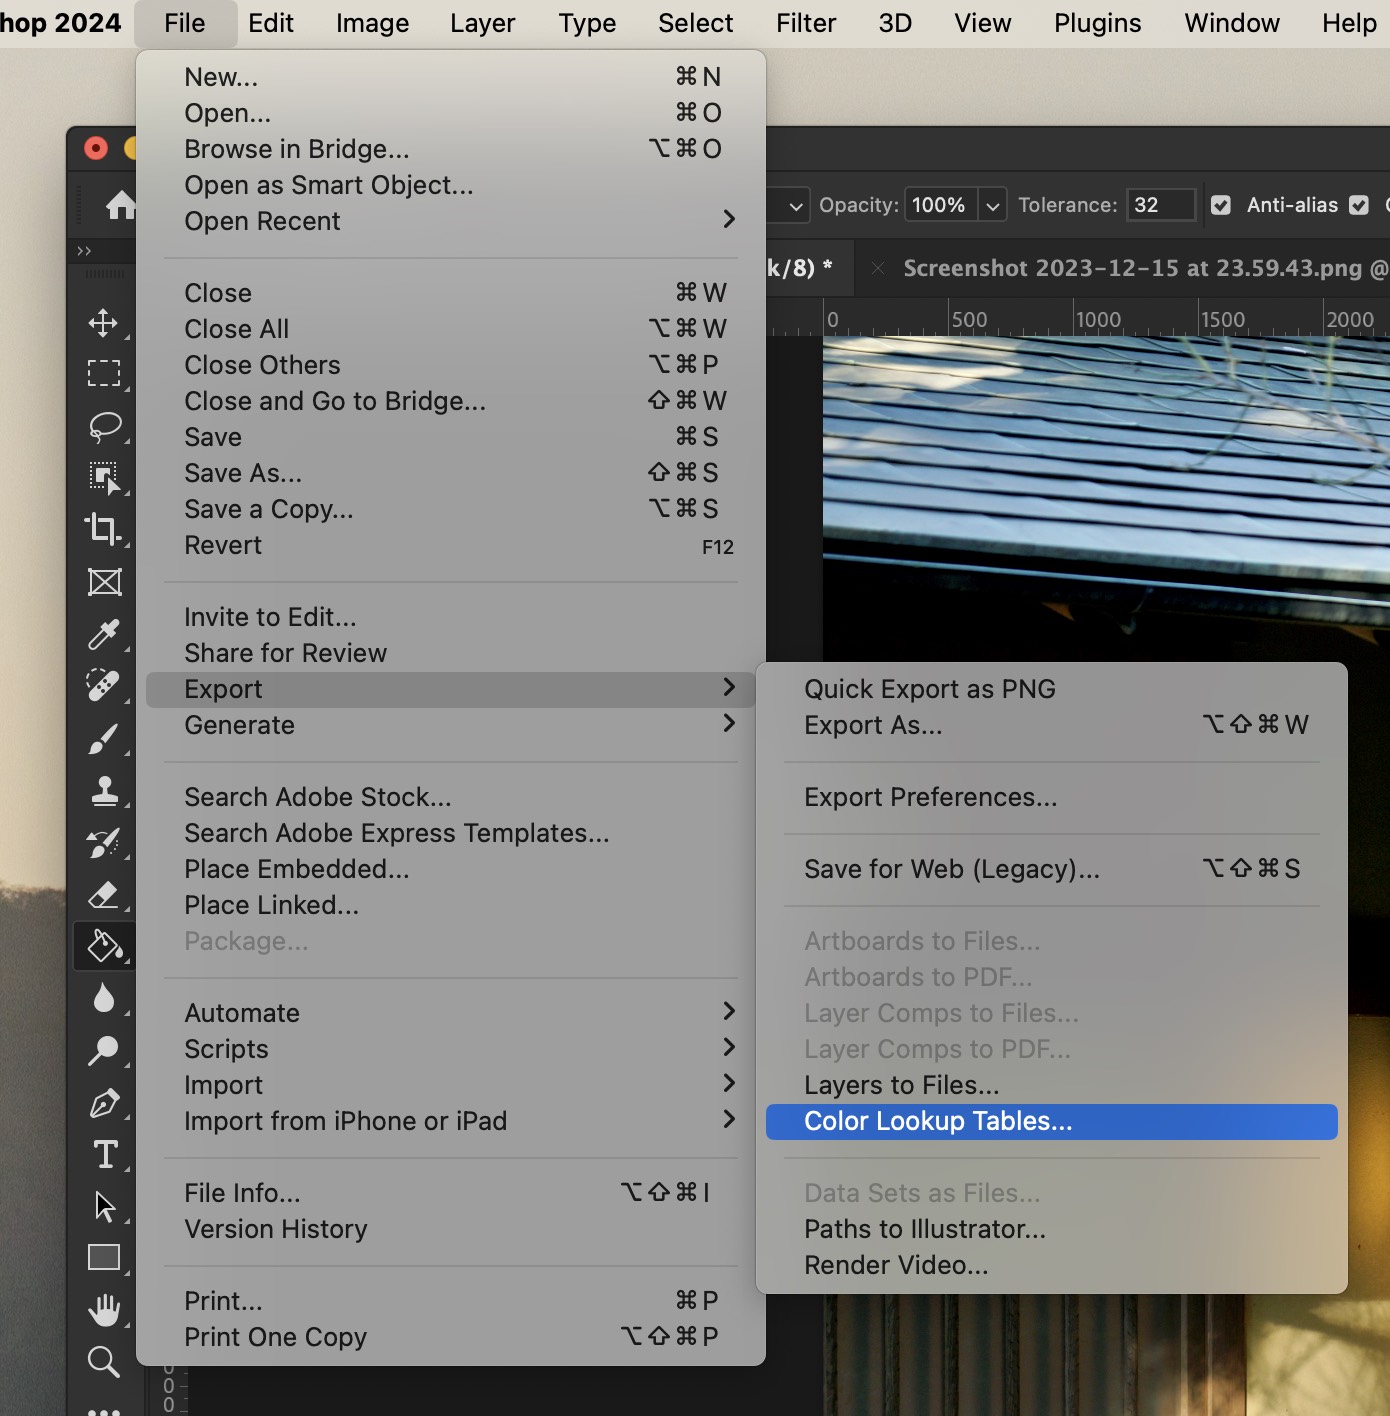 hop 2024 File Edit Image Layer Type Select Filter 3D View Plugins Window Help
New... ⌘N
Open... ⌘O
Browse in Bridge... ⌥⌘O
Open as Smart Object...
Open Recent
Close ⌘W
Close All ⌥⌘W
Close Others ⌥⌘P
Close and Go to Bridge... ⇧⌘W
Save ⌘S
Save As... ⇧⌘S
Save a Copy... ⌥⌘S
Revert F12
Invite to Edit...
Share for Review
Export
Generate
Search Adobe Stock...
Search Adobe Express Templates...
Place Embedded...
Place Linked...
Package...
Automate
Scripts
Import
Import from iPhone or iPad
File Info... ⌥⇧⌘I
Version History
Print... ⌘P
Print One Copy ⌥⇧⌘P
Opacity: 100% Tolerance: 32 Anti-alias
k/8) * Screenshot 2023-12-15 at 23.59.43.png @
0 500 1000 1500 2000
Quick Export as PNG
Export As... ⌥⇧⌘W
Export Preferences...
Save for Web (Legacy)... ⌥⇧⌘S
Artboards to Files...
Artboards to PDF...
Layer Comps to Files...
Layer Comps to PDF...
Layers to Files...
Color Lookup Tables...
Data Sets as Files...
Paths to Illustrator...
Render Video...
0
0